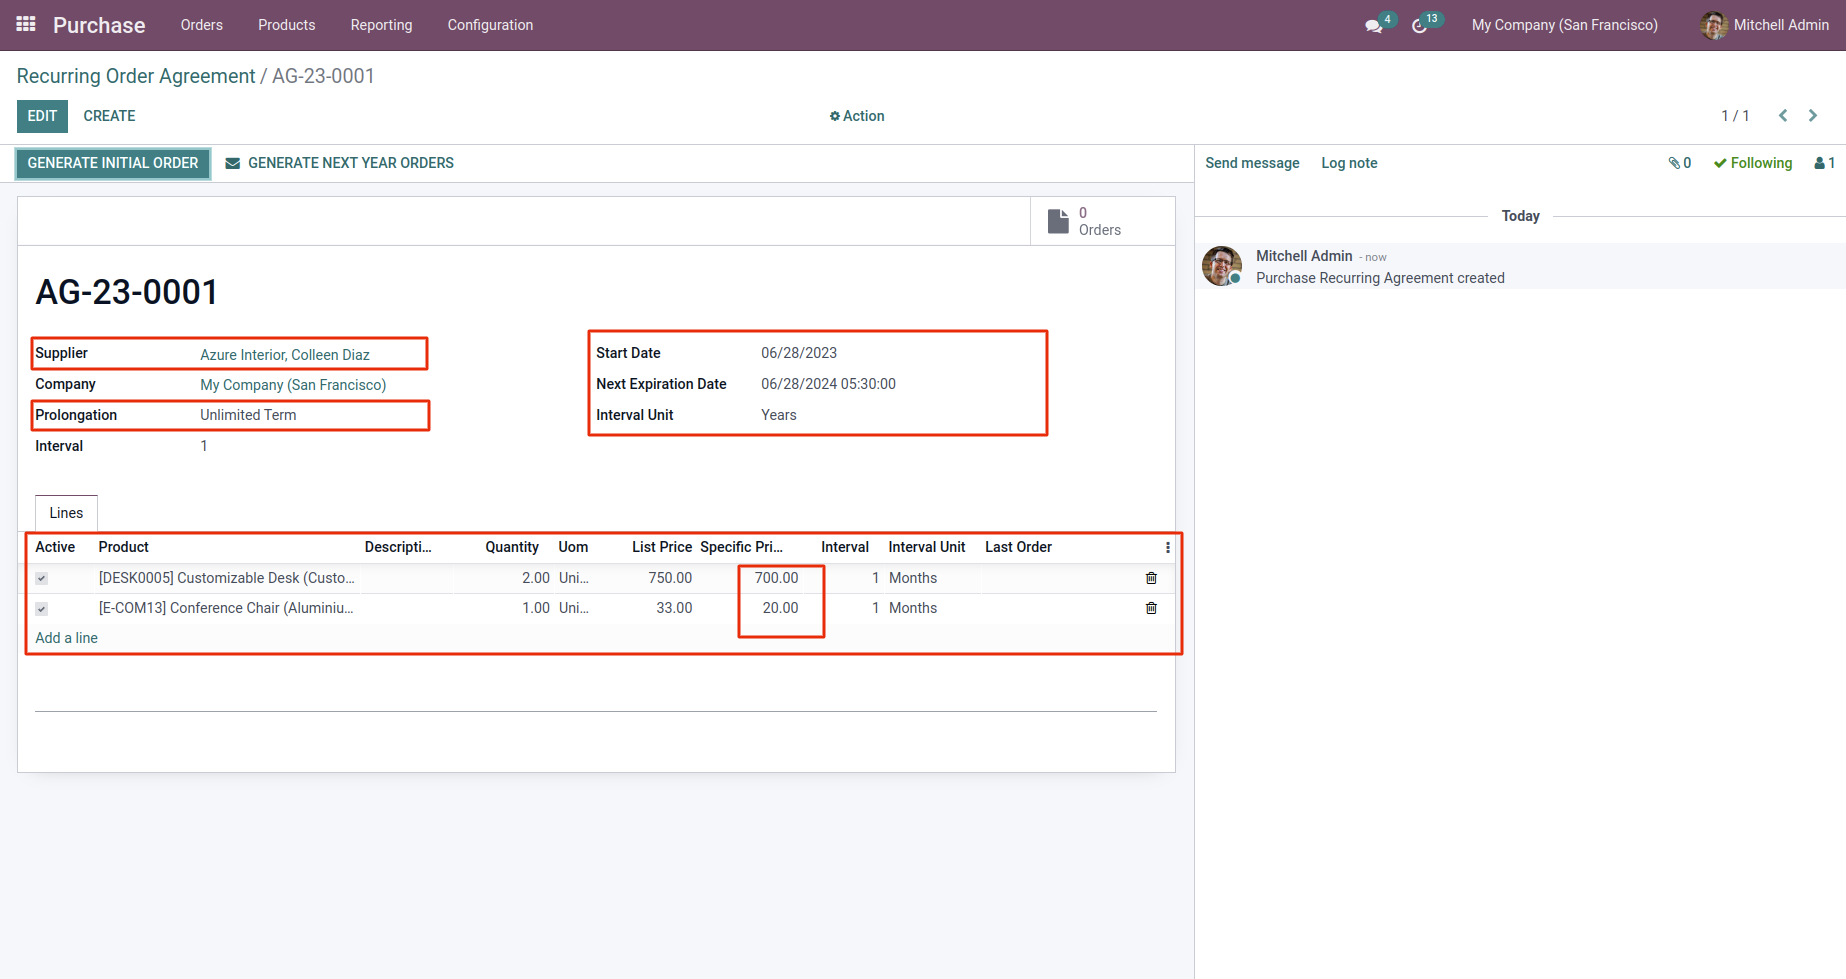 Purchase Orders Products Reporting Configuration 4 13 My Company (San Francisco) Mitchell Admin
Recurring Order Agreement / AG-23-0001
EDIT CREATE Action 1 / 1
GENERATE INITIAL ORDER GENERATE NEXT YEAR ORDERS
Send message Log note 0 Following 1
0
Orders
Today
Mitchell Admin - now
Purchase Recurring Agreement created
AG-23-0001
Supplier Azure Interior, Colleen Diaz
Company My Company (San Francisco)
Prolongation Unlimited Term
Interval 1
Start Date 06/28/2023
Next Expiration Date 06/28/2024 05:30:00
Interval Unit Years
Lines
Active Product Descripti... Quantity Uom List Price Specific Pri... Interval Interval Unit Last Order
[DESK0005] Customizable Desk (Custo... 2.00 Uni... 750.00 700.00 1 Months
[E-COM13] Conference Chair (Aluminiu... 1.00 Uni... 33.00 20.00 1 Months
Add a line